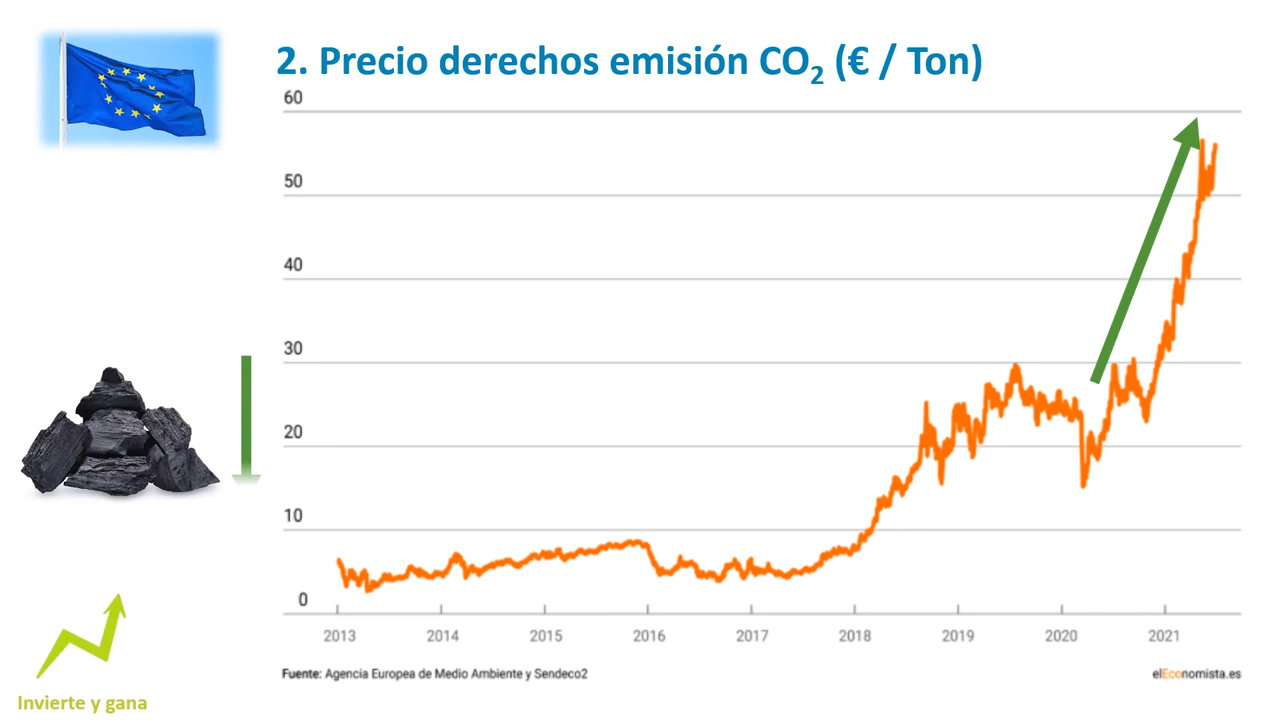 2. Precio derechos emisión CO₂ (€ / Ton)
60
50
40
30
20
10
0
2013 2014 2015 2016 2017 2018 2019 2020 2021
Fuente: Agencia Europea de Medio Ambiente y Sendeco2
elEconomista.es
Invierte y gana